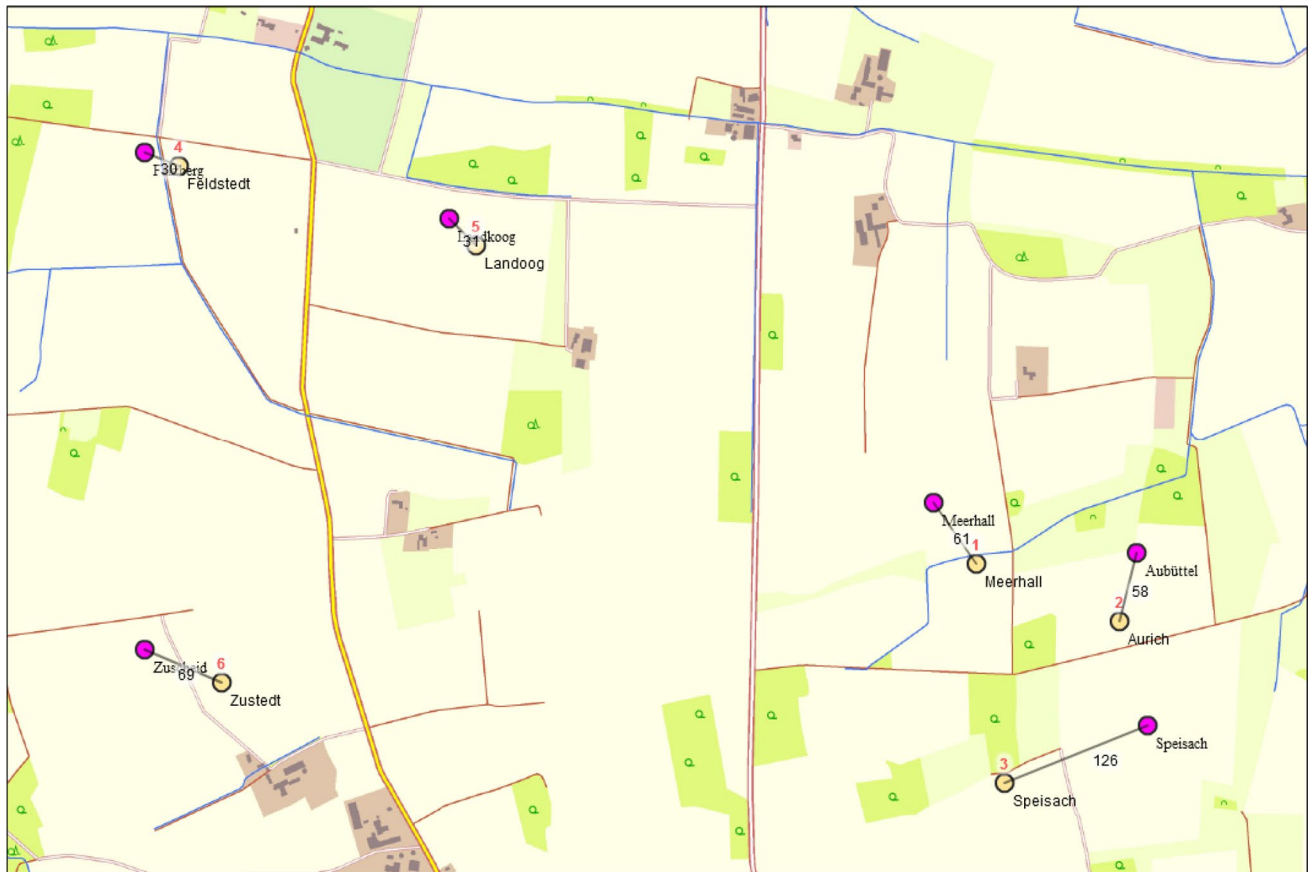 4
30
Feldstedt
5
31
Landoog
Meerhall
61
1
Meerhall
Aubüttel
58
2
Aurich
69
6
Zustedt
Speisach
126
3
Speisach